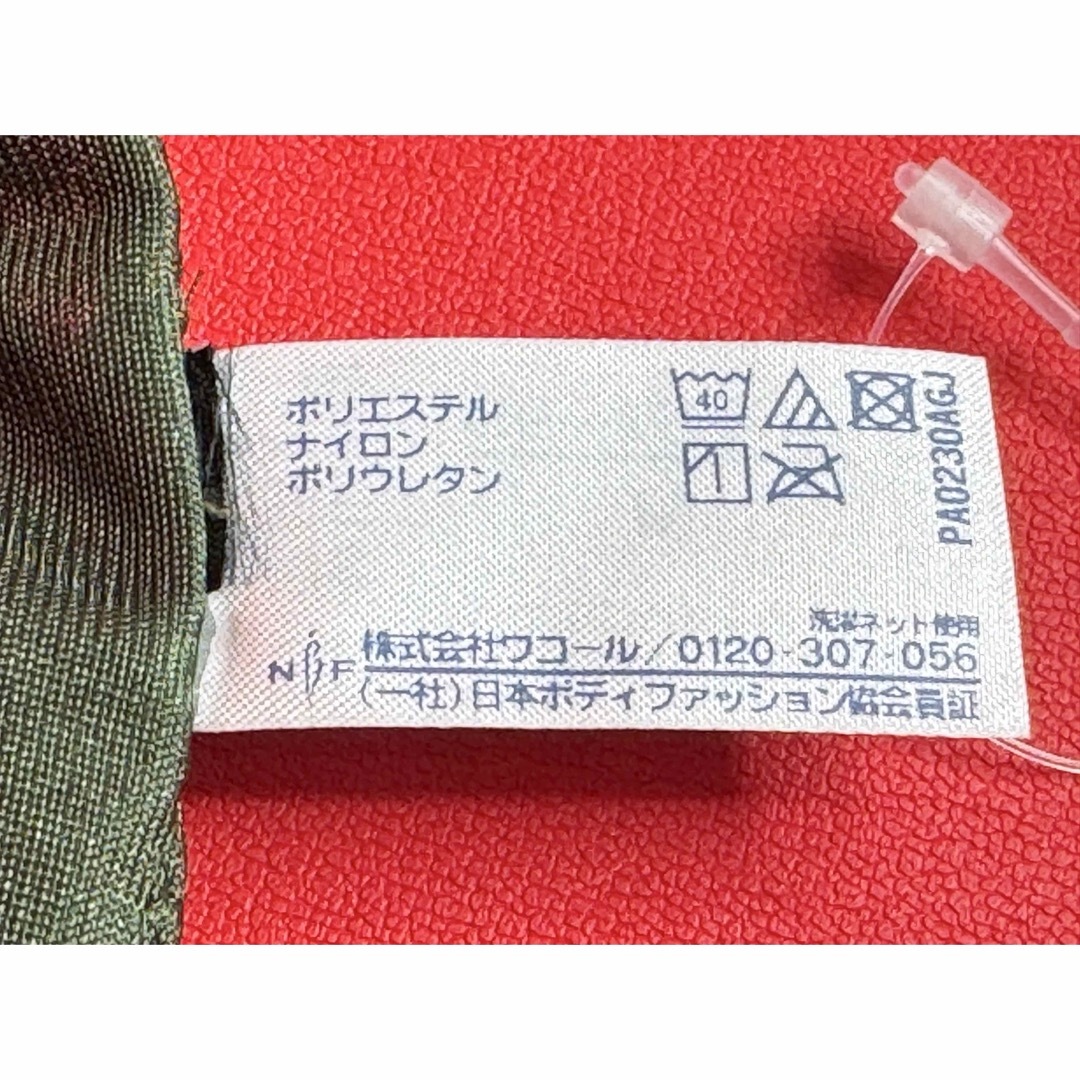 ポリエステル
ナイロン
ポリウレタン
40
PA0230AGJ
洗濯ネット使用
株式会社ワコール/0120-307-056
(一社)日本ボディファッション協会賛証